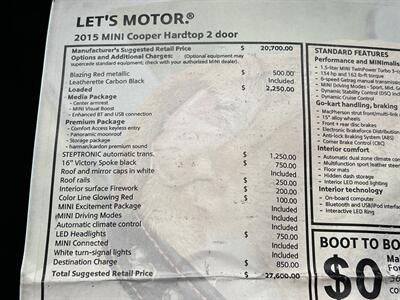 LET'S MOTOR.®
2015 MINI Cooper Hardtop 2 door
Manufacturer's Suggested Retail Price $ 20,700.00
Options and Additional Charges: (Optional equipment may
supercede standard equipment; check with your authorized MINI dealer).
Blazing Red metallic $ 500.00
Leatherette Carbon Black Included
Loaded $ 2,250.00
- Media Package
- Center armrest
- MINI Visual Boost
- Enhanced BT and USB connection
Premium Package
- Comfort Access keyless entry
- Panoramic moonroof
- Storage package
- harman/kardon premium sound
STEPTRONIC automatic trans. $ 1,250.00
16" Victory Spoke black $ 750.00
Roof and mirror caps in white Included
Roof rails $ 250.00
Interior surface Firework $ 200.00
Color Line Glowing Red $ 100.00
MINI Excitement Package Included
MINI Driving Modes Included
Automatic climate control Included
LED Headlights $ 750.00
MINI Connected Included
White turn-signal lights Included
Destination Charge $ 850.00
Total Suggested Retail Price $ 27,600.00
STANDARD FEATURES
Performance and MINImalis
- 1.5-liter MINI TwinPower Turbo 3-c
- 134 hp and 162 lb-ft torque
- 6-speed Getrag manual transmissi
- MINI Driving Modes - Sport, Mid, G
- Dynamic Stability Control (DSC) incl
- Dynamic Cruise Control
Go-kart handling, braking
- MacPherson strut front/multi-link
- 15" alloy wheels
- Front + rear disc brakes
- Electronic Brakeforce Distribution
- Anti-lock Braking System (ABS)
- Corner Brake Control (CBC)
Interior comfort
- Automatic dual zone climate con
- Multifunction sport leather steeri
- Floor mats
- Hidden dash storage
- Interior LED mood lighting
Interior technology
- On-board computer
- Bluetooth and USB/iPod interface
- Interactive LED Ring
BOOT TO BO
$0
Mai
For
36
co